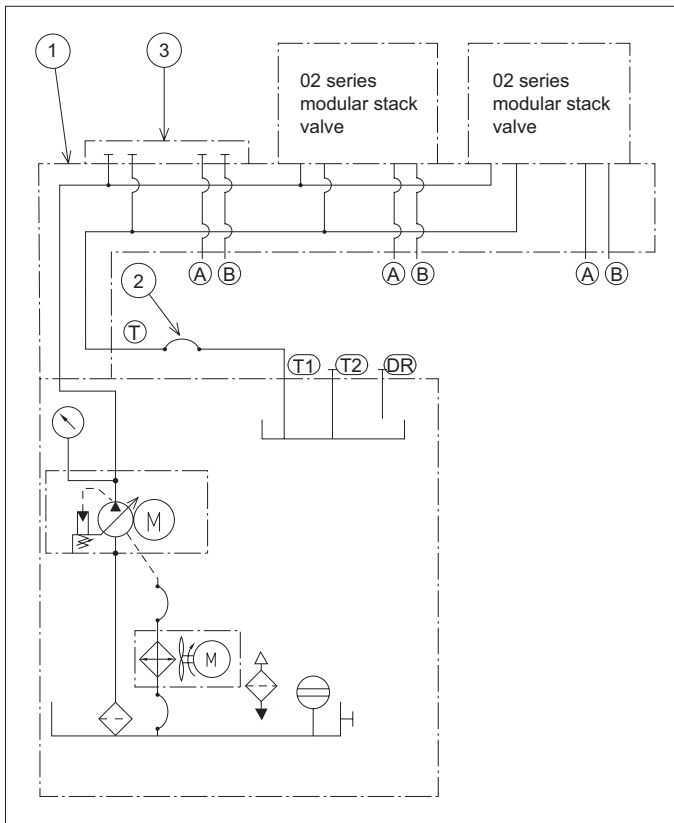 1
3
02 series
modular stack
valve
02 series
modular stack
valve
A B
A B
A B
2
T
T1 T2 DR
M
M